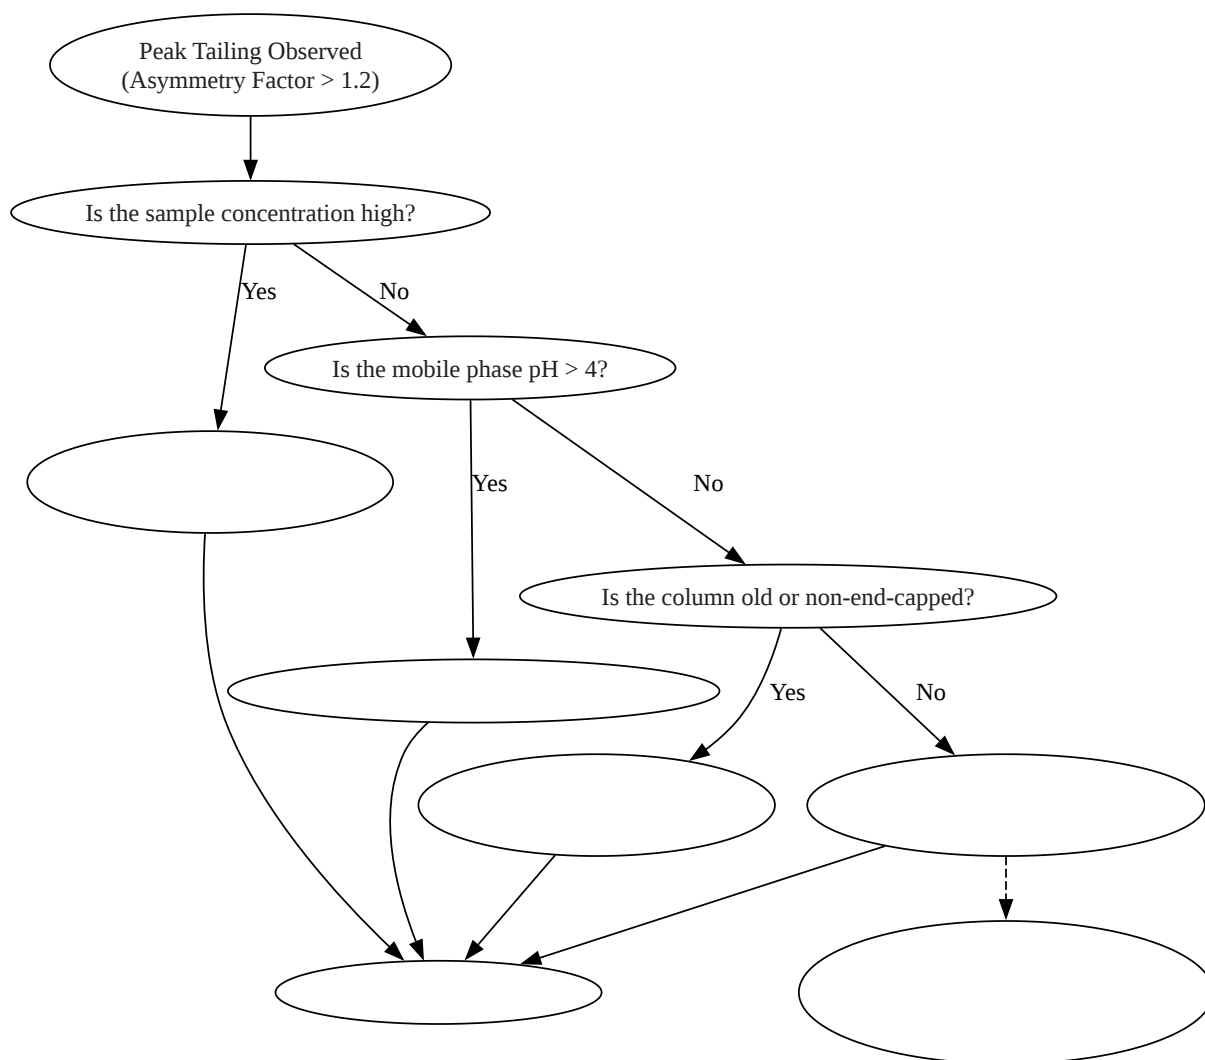 Peak Tailing Observed
(Asymmetry Factor > 1.2)
Is the sample concentration high?
Yes
No
Is the mobile phase pH > 4?
Yes
No
Is the column old or non-end-capped?
Yes
No